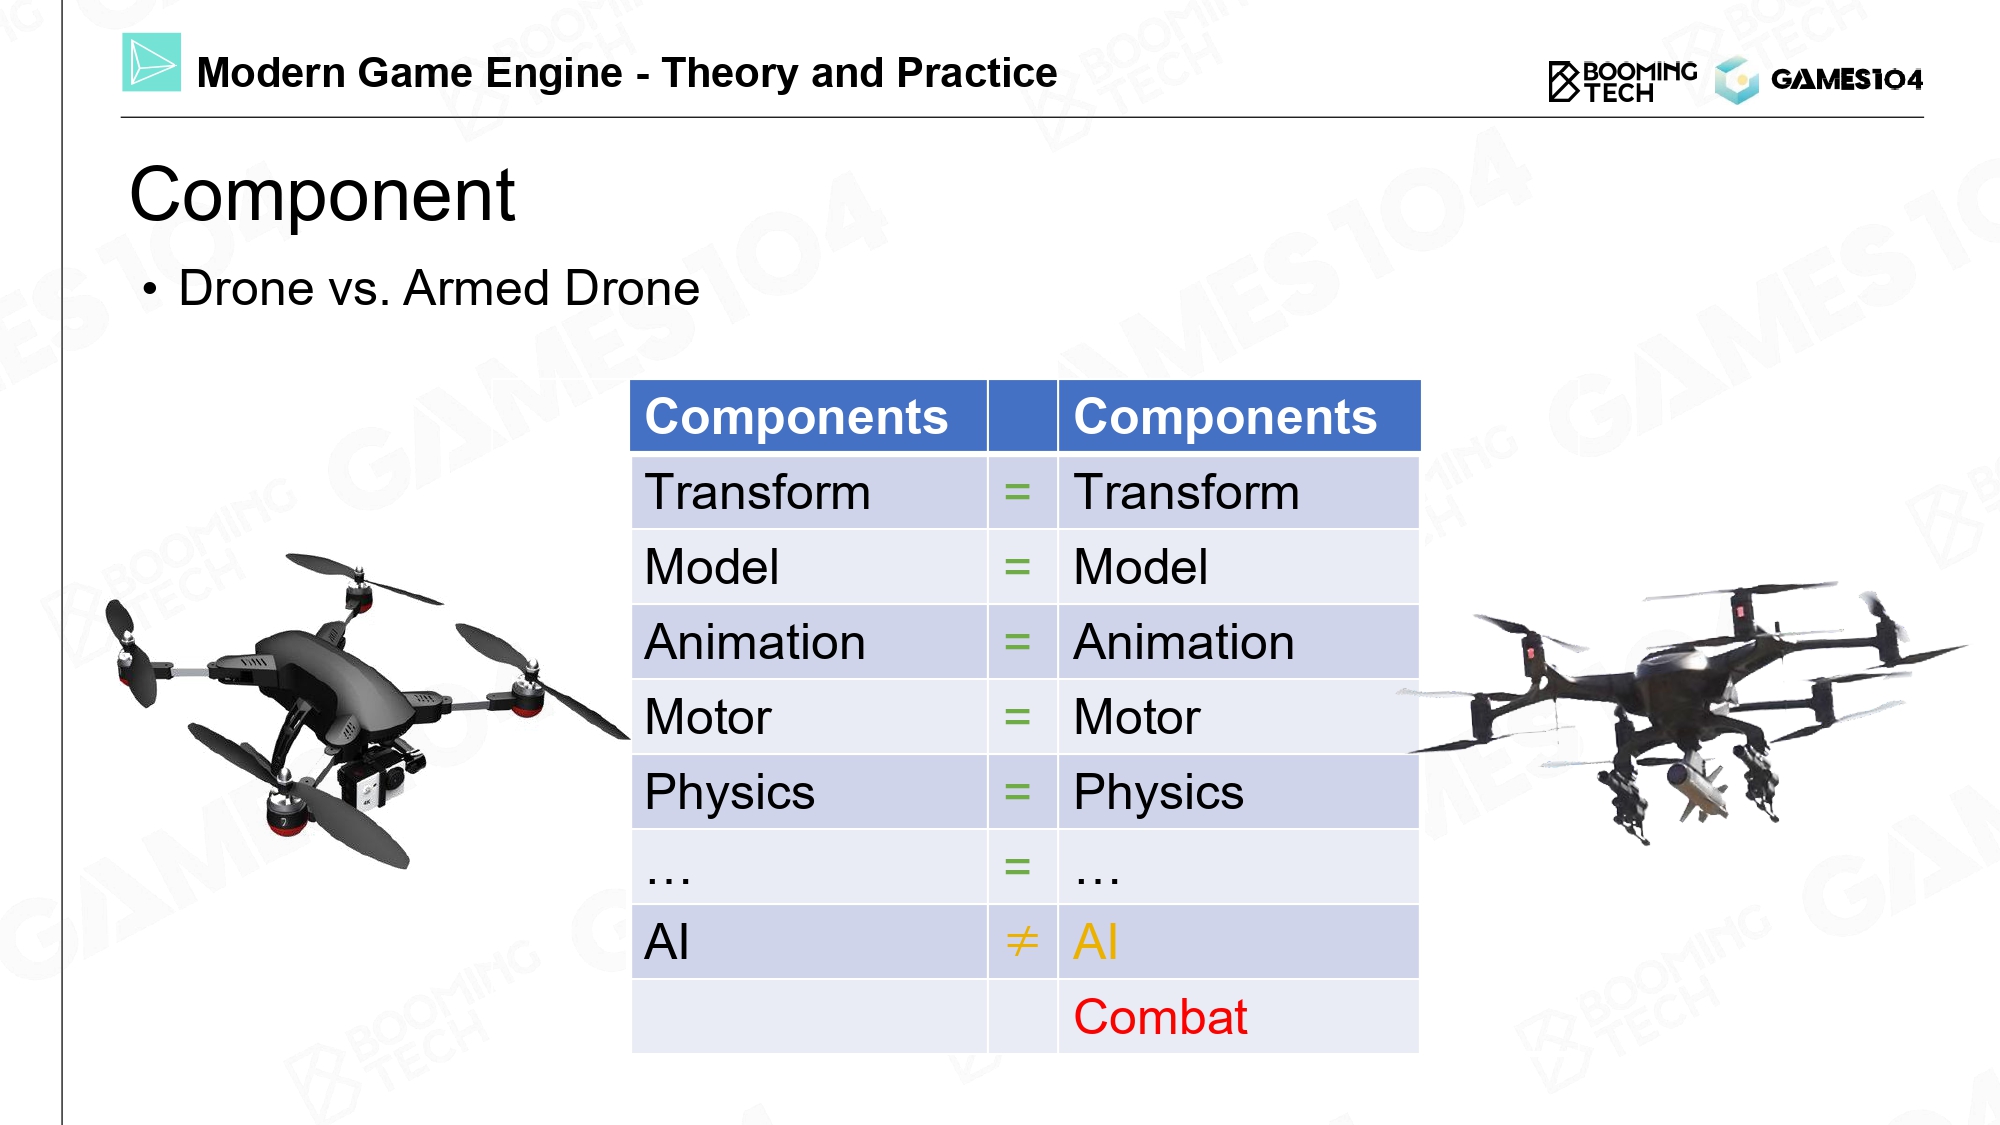 Modern Game Engine - Theory and Practice
BOOMING
TECH
GAMES104
Component
• Drone vs. Armed Drone
Components Components
Transform = Transform
Model = Model
Animation = Animation
Motor = Motor
Physics = Physics
… = …
AI ≠ AI
Combat